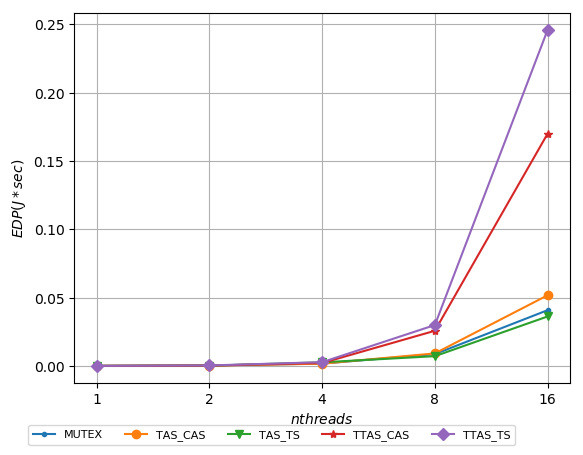 0.25
0.20
0.15
0.10
0.05
0.00
EDP(J * sec)
1 2 4 8 16
nthreads
MUTEX TAS_CAS TAS_TS TTAS_CAS TTAS_TS